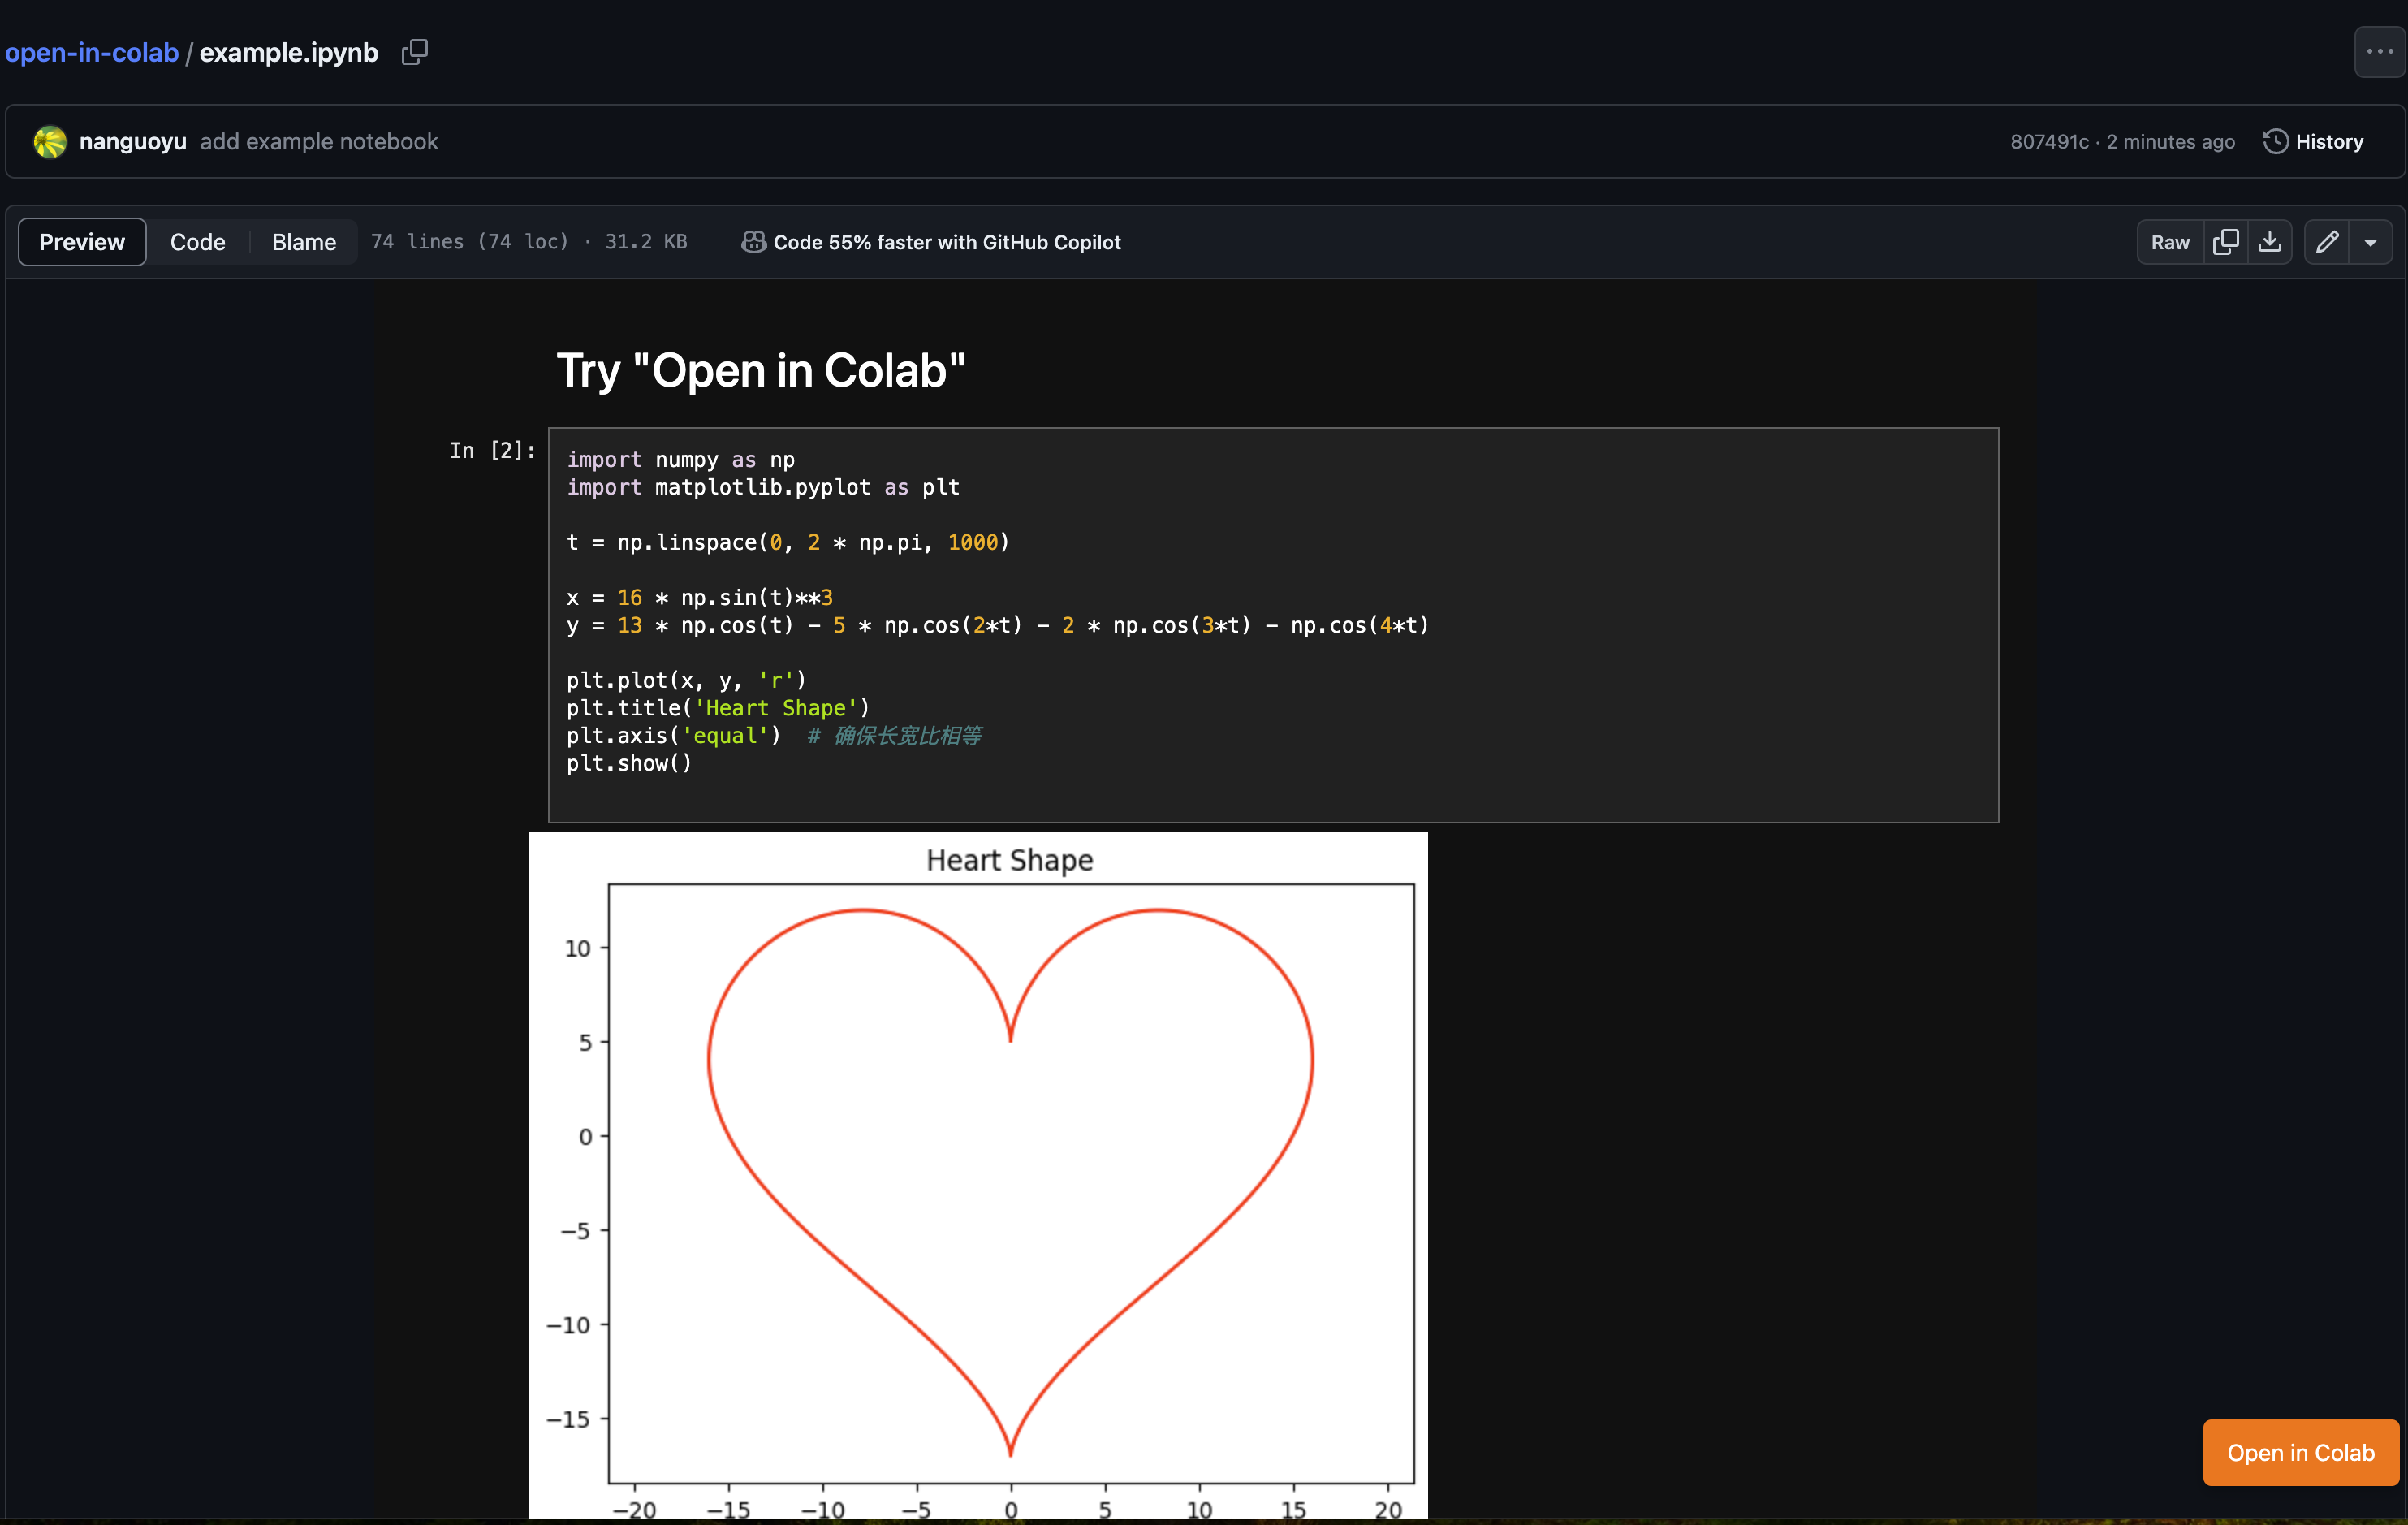 open-in-colab / example.ipynb
nanguoyu add example notebook
807491c · 2 minutes ago History
Preview Code Blame 74 lines (74 loc) · 31.2 KB Code 55% faster with GitHub Copilot Raw
Try "Open in Colab"
In [2]:
import numpy as np
import matplotlib.pyplot as plt
t = np.linspace(0, 2 * np.pi, 1000)
x = 16 * np.sin(t)**3
y = 13 * np.cos(t) - 5 * np.cos(2*t) - 2 * np.cos(3*t) - np.cos(4*t)
plt.plot(x, y, 'r')
plt.title('Heart Shape')
plt.axis('equal')  # 确保长宽比相等
plt.show()
Heart Shape
10
5
0
−5
−10
−15
−20 −15 −10 −5 0 5 10 15 20
Open in Colab